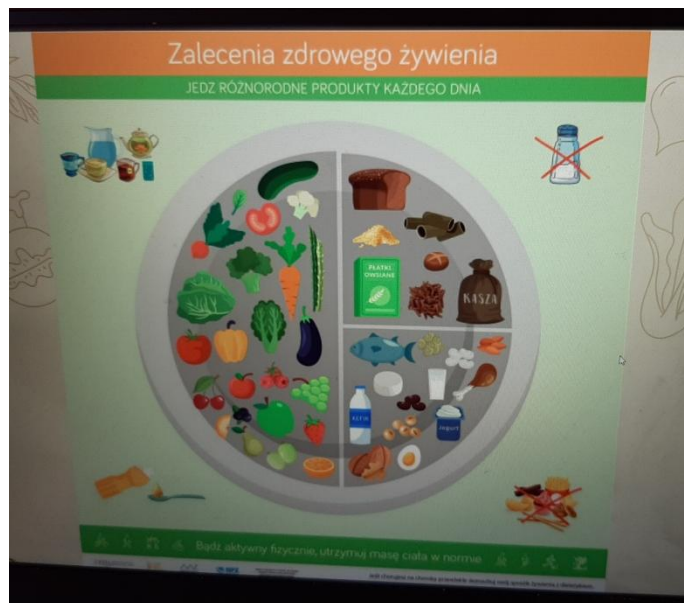 Zalecenia zdrowego żywienia
JEDZ RÓŻNORODNE PRODUKTY KAŻDEGO DNIA
PŁATKI
OWSIANE
KASZA
KEFIR
Jogurt
Bądź aktywny fizycznie, utrzymuj masę ciała w normie